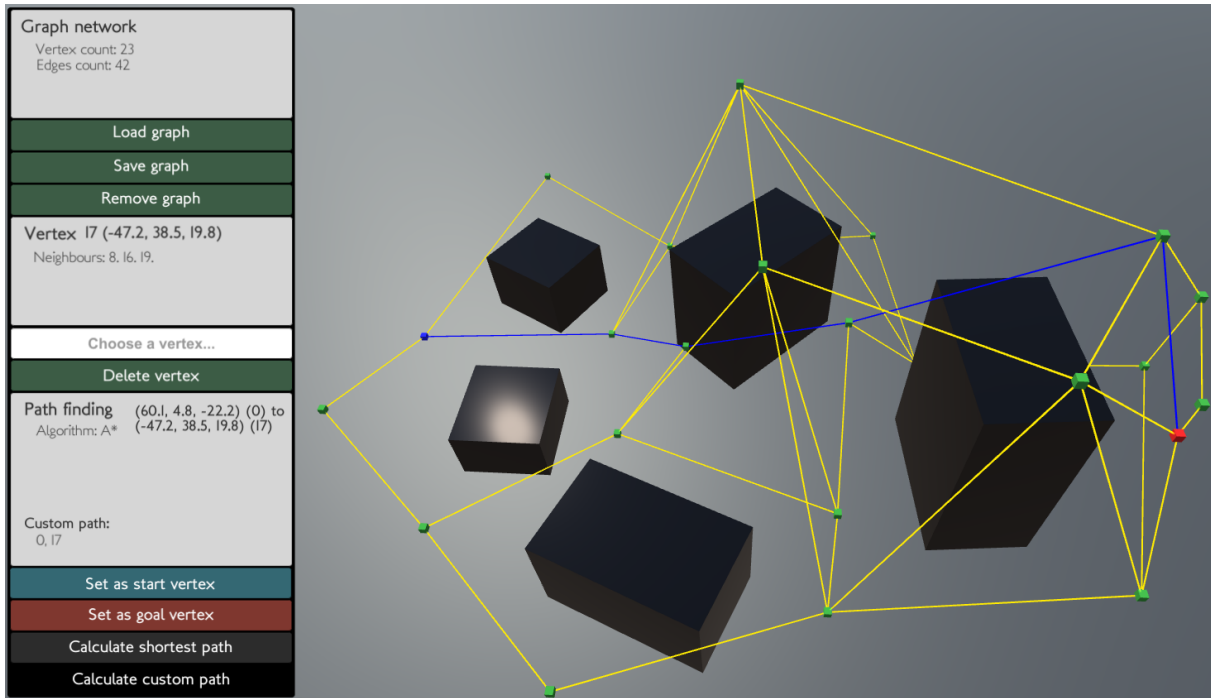 Graph network
Vertex count: 23
Edges count: 42
Load graph
Save graph
Remove graph
Vertex 17 (-47.2, 38.5, 19.8)
Neighbours: 8. 16. 19.
Choose a vertex...
Delete vertex
Path finding (60.1, 4.8, -22.2) (0) to
Algorithm: A* (-47.2, 38.5, 19.8) (17)
Custom path:
0, 17
Set as start vertex
Set as goal vertex
Calculate shortest path
Calculate custom path